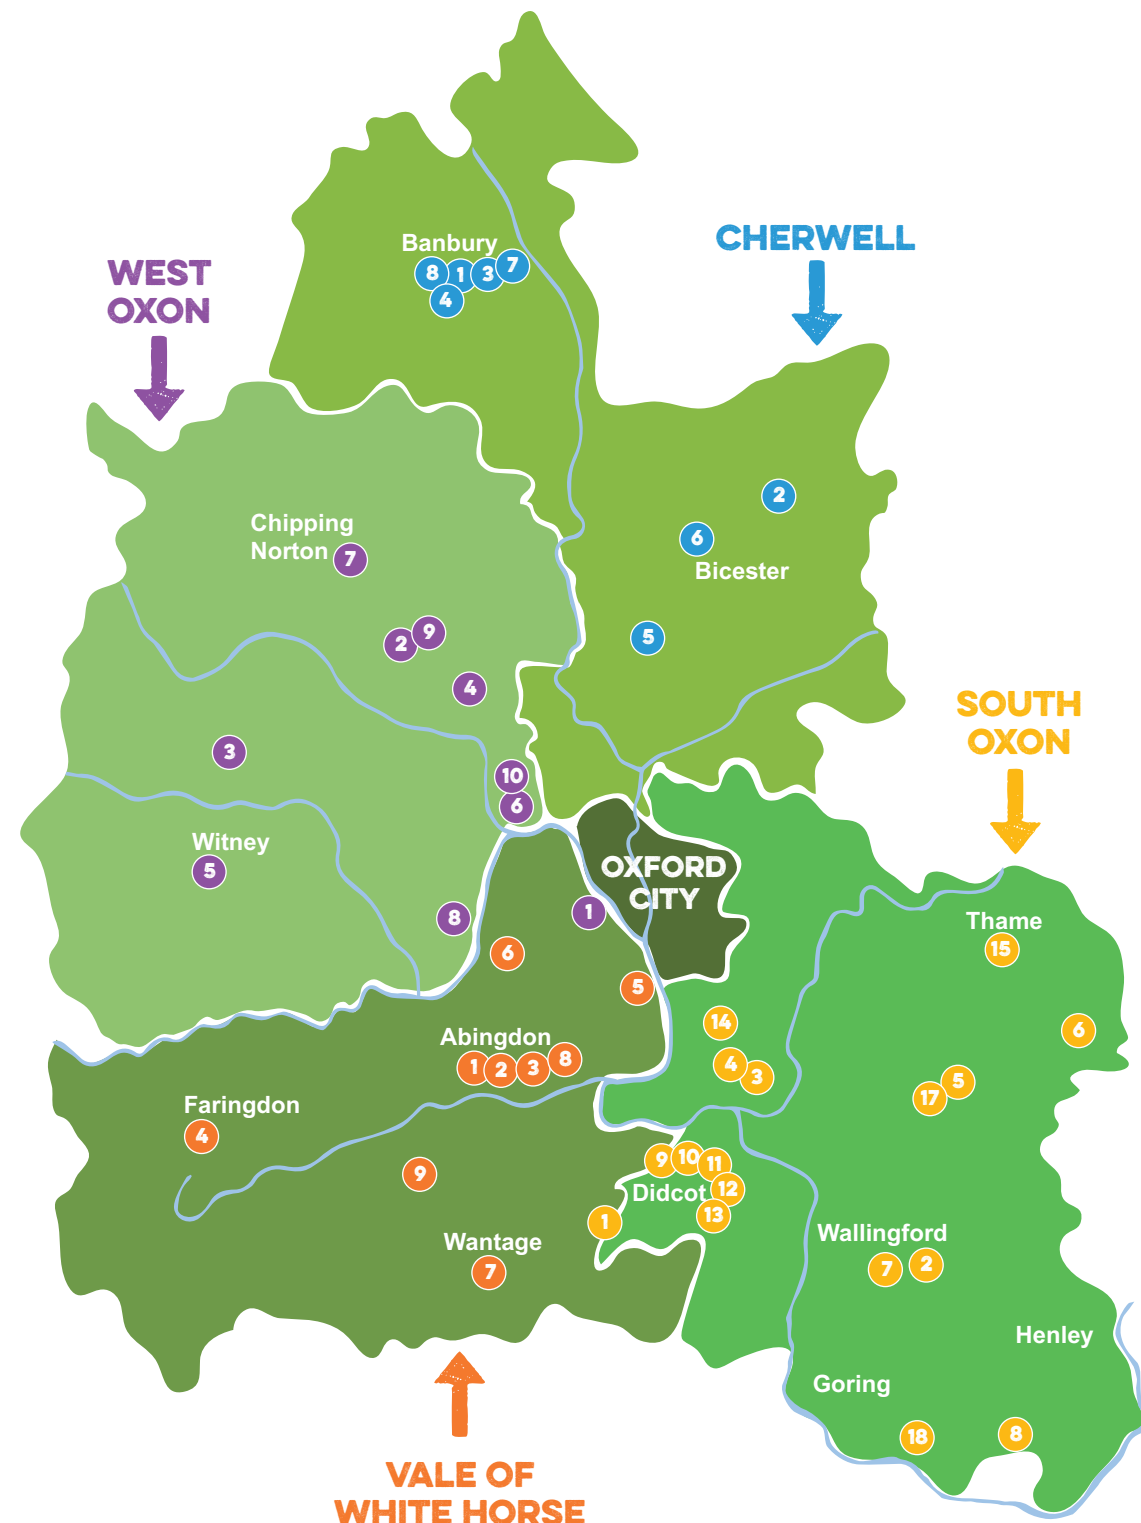 CHERWELL
Banbury
8 1 3 7
4
WEST
OXON
2
6
Bicester
Chipping
Norton 7
5
9
2
4
SOUTH
OXON
3
10
6
Witney
5
OXFORD
CITY
8
1
6
5
Thame
15
14
6
Abingdon
1 2 3 8
4
3
5
17
Faringdon
4
9
9 10 11
Didcot 12
13
1
Wantage
7
Wallingford
7 2
Henley
Goring
18
8
VALE OF
WHITE HORSE